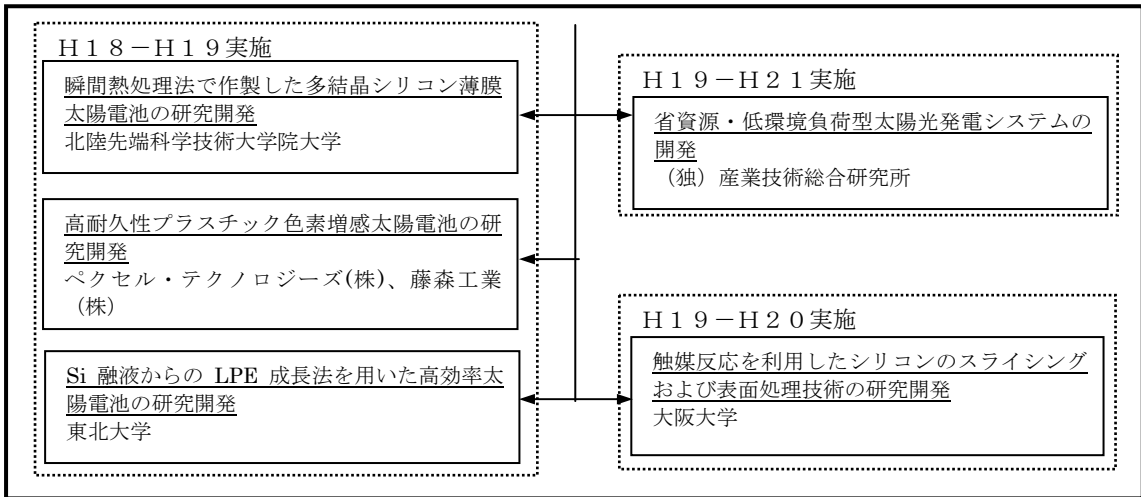 Ｈ１８－Ｈ１９実施
瞬間熱処理法で作製した多結晶シリコン薄膜
太陽電池の研究開発
北陸先端科学技術大学院大学
高耐久性プラスチック色素増感太陽電池の研
究開発
ペクセル・テクノロジーズ(株)、藤森工業
（株）
Si 融液からの LPE 成長法を用いた高効率太
陽電池の研究開発
東北大学
Ｈ１９－Ｈ２１実施
省資源・低環境負荷型太陽光発電システムの
開発
（独）産業技術総合研究所
Ｈ１９－Ｈ２０実施
触媒反応を利用したシリコンのスライシング
および表面処理技術の研究開発
大阪大学